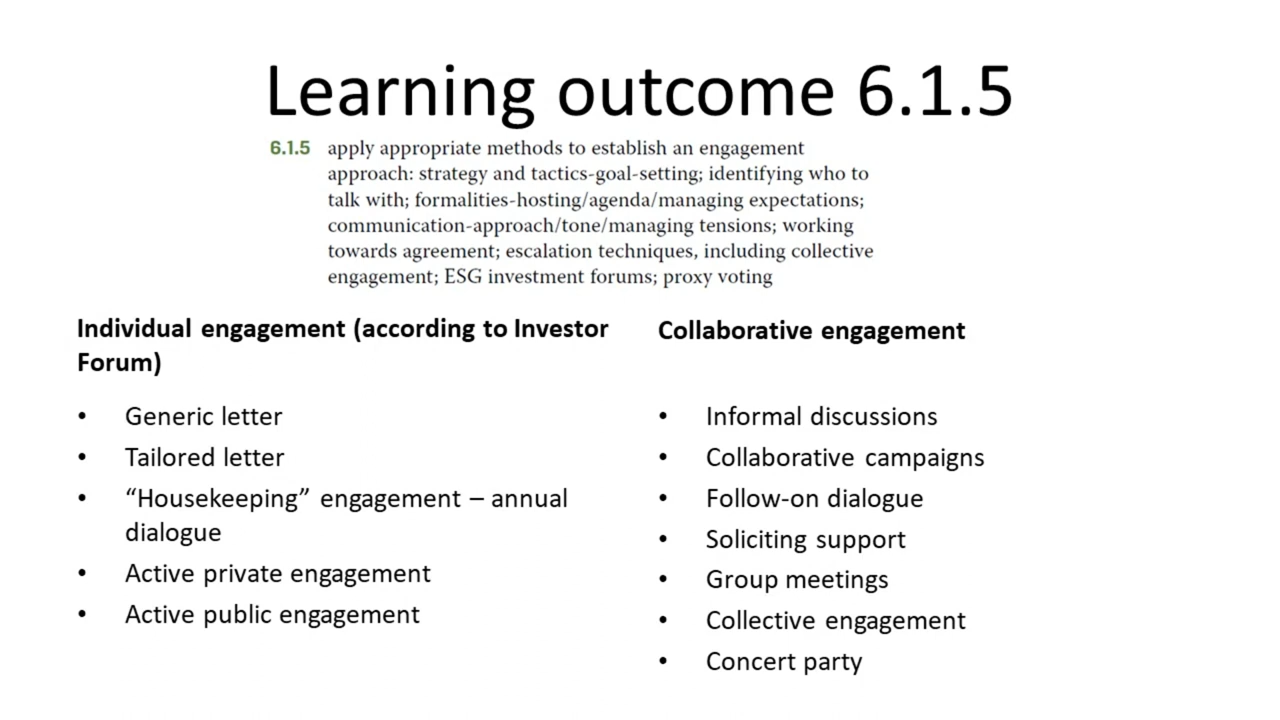 Learning outcome 6.1.5
6.1.5 apply appropriate methods to establish an engagement
approach: strategy and tactics-goal-setting; identifying who to
talk with; formalities-hosting/agenda/managing expectations;
communication-approach/tone/managing tensions; working
towards agreement; escalation techniques, including collective
engagement; ESG investment forums; proxy voting
Individual engagement (according to Investor
Forum)
• Generic letter
• Tailored letter
• “Housekeeping” engagement – annual
dialogue
• Active private engagement
• Active public engagement
Collaborative engagement
• Informal discussions
• Collaborative campaigns
• Follow-on dialogue
• Soliciting support
• Group meetings
• Collective engagement
• Concert party